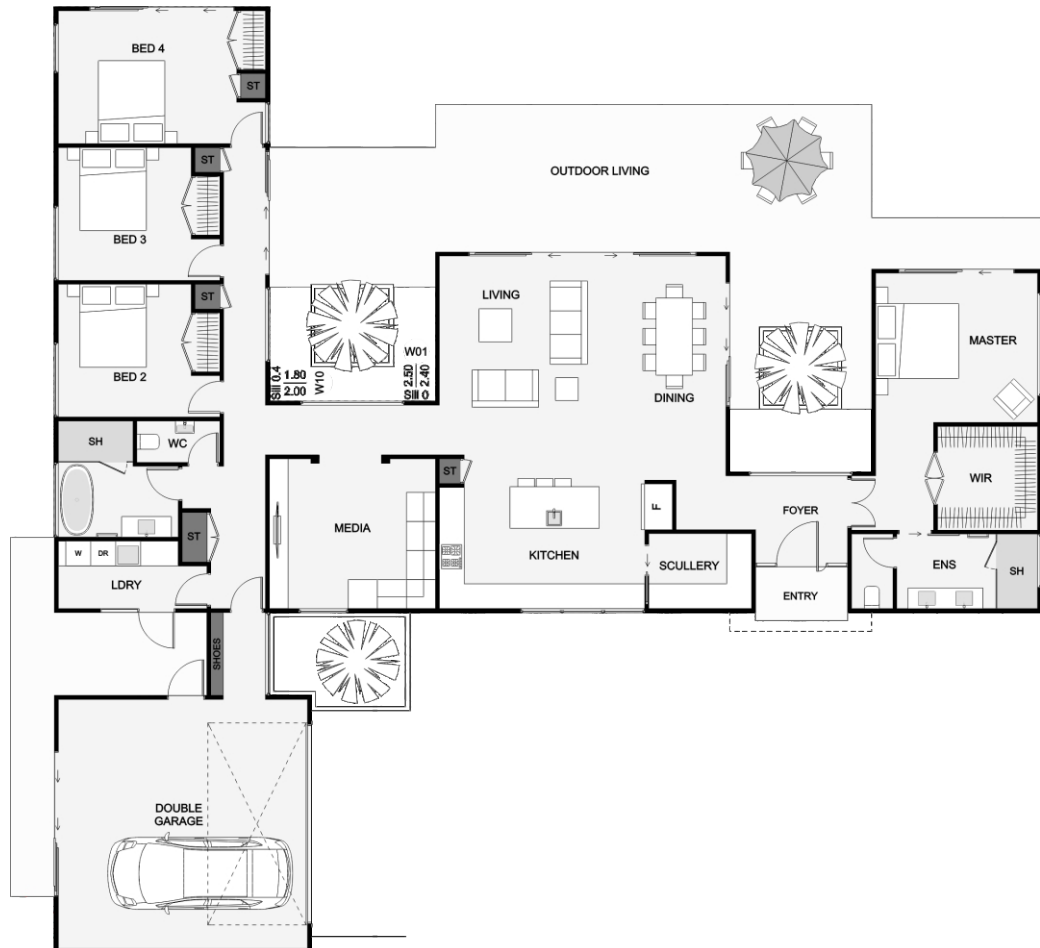 BED 4
ST
OUTDOOR LIVING
ST
BED 3
ST
LIVING
MASTER
W01
Sill 0.4
1.80
2.00
W10
2.50
2.40
Sill 0
BED 2
DINING
SH
WC
ST
WIR
MEDIA
F
FOYER
ST
KITCHEN
SCULLERY
W
DR
ENS
SH
LDRY
ENTRY
SHOES
DOUBLE
GARAGE